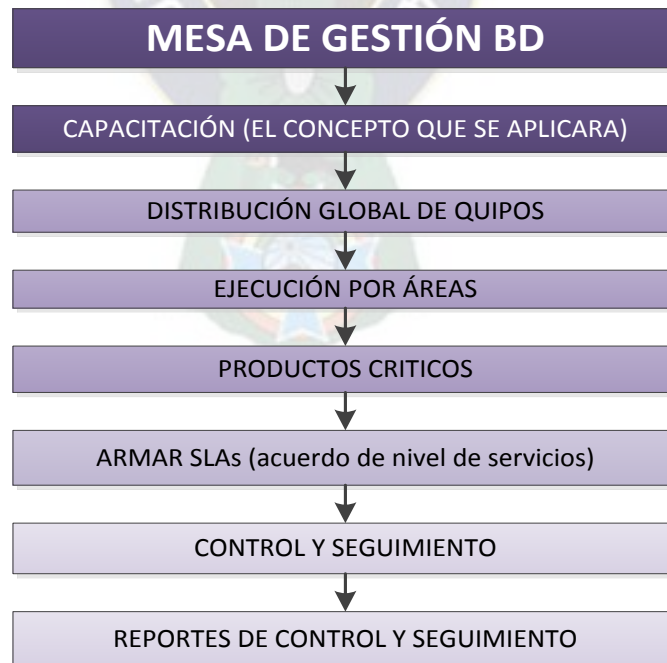 MESA DE GESTIÓN BD
CAPACITACIÓN (EL CONCEPTO QUE SE APLICARA)
DISTRIBUCIÓN GLOBAL DE QUIPOS
EJECUCIÓN POR ÁREAS
PRODUCTOS CRITICOS
ARMAR SLAs (acuerdo de nivel de servicios)
CONTROL Y SEGUIMIENTO
REPORTES DE CONTROL Y SEGUIMIENTO